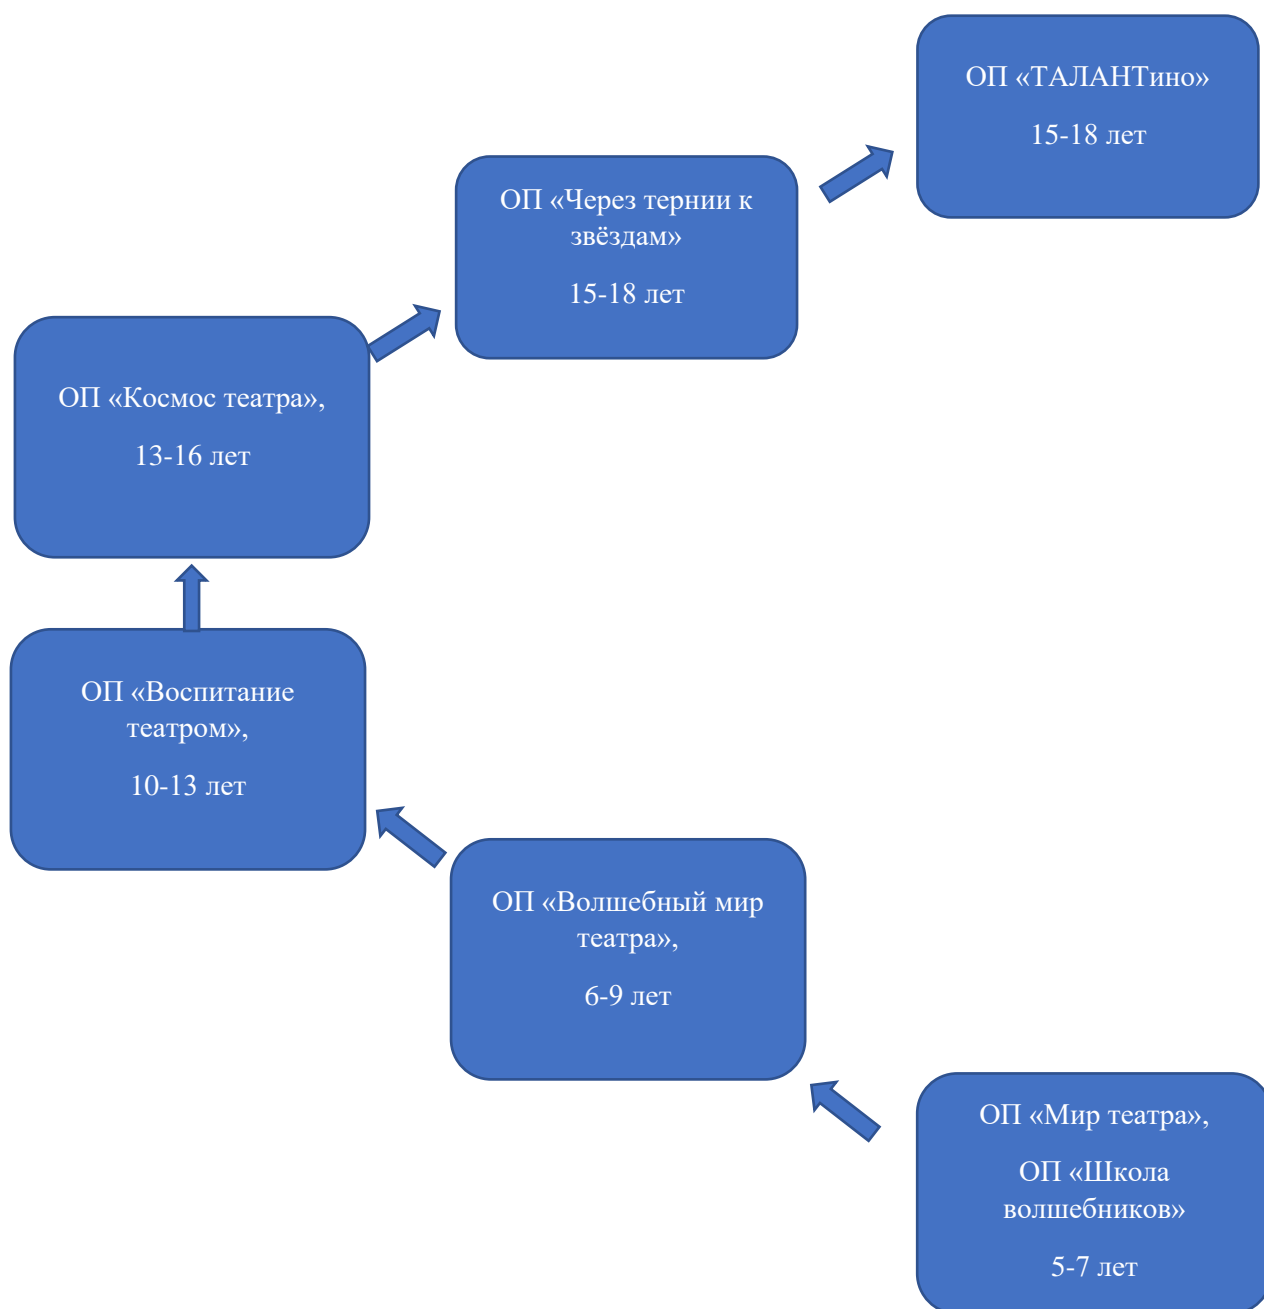 ОП «ТАЛАНТино»
15-18 лет
ОП «Через тернии к
звёздам»
15-18 лет
ОП «Космос театра»,
13-16 лет
ОП «Воспитание
театром»,
10-13 лет
ОП «Волшебный мир
театра»,
6-9 лет
ОП «Мир театра»,
ОП «Школа
волшебников»
5-7 лет